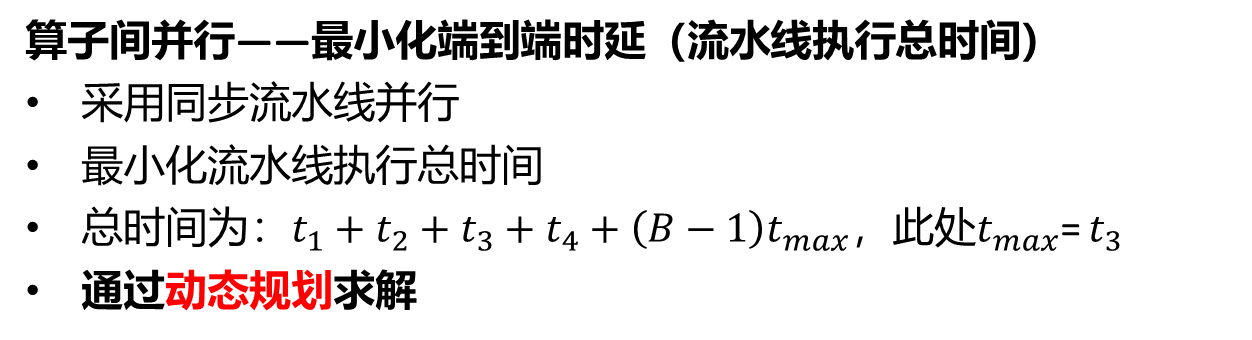 算子间并行——最小化端到端时延（流水线执行总时间）
• 采用同步流水线并行
• 最小化流水线执行总时间
• 总时间为：t₁ + t₂ + t₃ + t₄ + (B − 1)tₘₐₓ，此处tₘₐₓ= t₃
• 通过动态规划求解